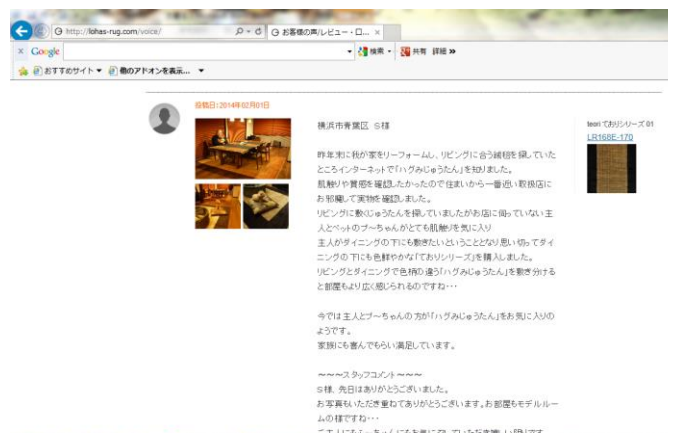 http://lohas-rug.com/voice/
お客様の声/レビュー・ロ...
× Google
検索
共有 詳細 »
おすすめサイト ▼
他のアドオンを表示... ▼
投稿日:2014年02月01日
横浜市青葉区 S様
teori ておりシリーズ 01
LR168E-170
昨年末に我が家をリーフォームし、リビングに合う絨毯を探していた
ところインターネットで「ハグみじゅうたん」を知りました。
肌触りや質感を確認したかったので住まいから一番近い取扱店に
お邪魔して実物を確認しました。
リビングに敷くじゅうたんを探していましたがお店に伺っていない主
人とペットのブ〜ちゃんがとても肌触りを気に入り
主人がダイニングの下にも敷きたいということとなり思い切ってダイ
ニングの下にも色鮮やかな「ておりシリーズ」を購入しました。
リビングとダイニングで色柄の違う「ハグみじゅうたん」を敷き分ける
と部屋もより広く感じられるのですね・・・
今では主人とブ〜ちゃんの方が「ハグみじゅうたん」をお気に入りの
ようです。
家族にも喜んでもらい満足しています。
〜〜〜スタッフコメント〜〜〜
S様、先日はありがとうございました。
お写真もいただき重ねてありがとうございます。お部屋もモデルルー
ムの様ですね・・・